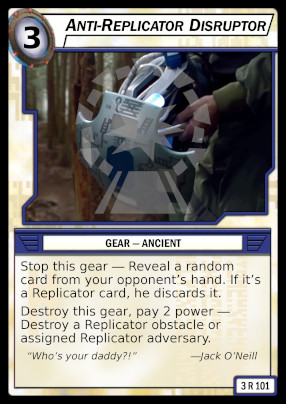 3
ANTI-REPLICATOR DISRUPTOR
GEAR – ANCIENT
Stop this gear — Reveal a random
card from your opponent's hand. If it's
a Replicator card, he discards it.
Destroy this gear, pay 2 power —
Destroy a Replicator obstacle or
assigned Replicator adversary.
“Who's your daddy?!” —Jack O'Neill
3 R 101